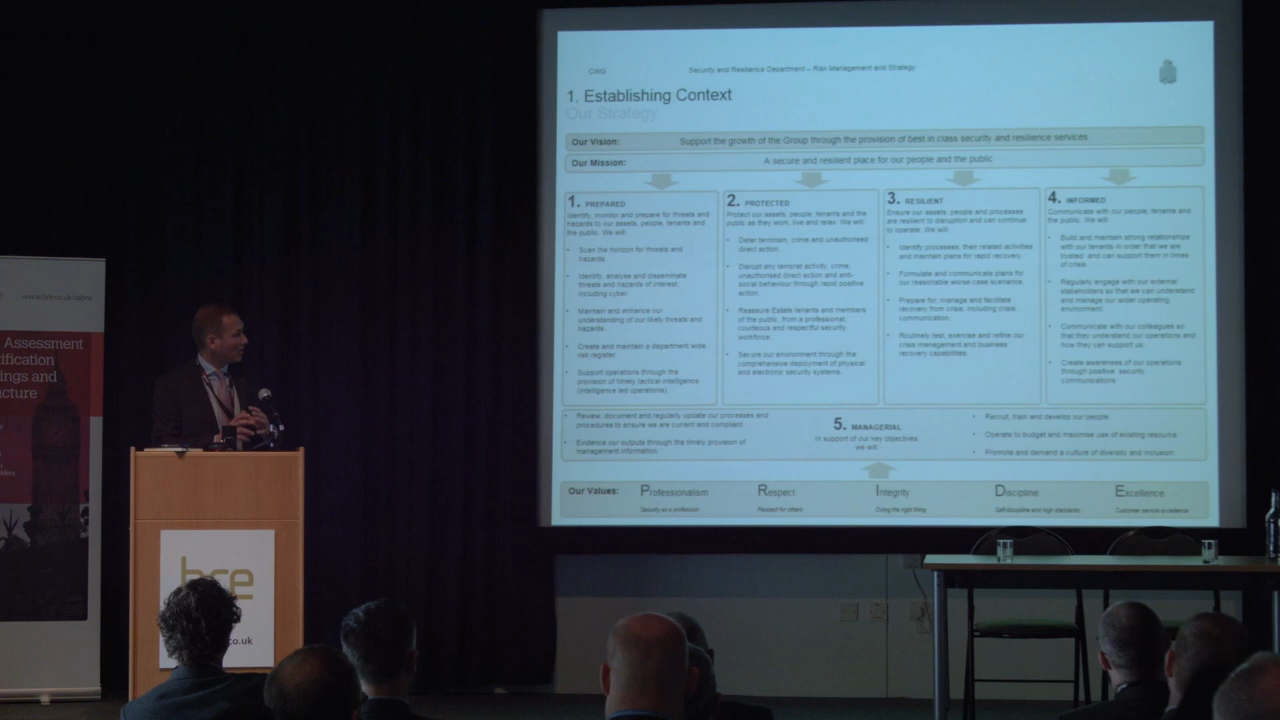 CWG
Security and Resilience Department – Risk Management and Strategy
1. Establishing Context
Our Strategy
Our Vision:
Support the growth of the Group through the provision of best in class security and resilience services
Our Mission:
A secure and resilient place for our people and the public
1. PREPARED
Identify, monitor and prepare for threats and
hazards to our assets, people, tenants and
the public. We will:
• Scan the horizon for threats and
hazards.
• Identify, analyse and disseminate
threats and hazards of interest,
including cyber.
• Maintain and enhance our
understanding of our likely threats and
hazards.
• Create and maintain a department wide
risk register.
• Support operations through the
provision of timely tactical intelligence
(intelligence led operations).
2. PROTECTED
Protect our assets, people, tenants and the
public as they work, live and relax. We will:
• Deter terrorism, crime and unauthorised
direct action.
• Disrupt any terrorist activity, crime,
unauthorised direct action and anti-
social behaviour through rapid positive
action.
• Reassure Estate tenants and members
of the public, from a professional,
courteous and respectful security
workforce.
• Secure our environment through the
comprehensive deployment of physical
and electronic security systems.
3. RESILIENT
Ensure our assets, people and processes
are resilient to disruption and can continue
to operate. We will:
• Identify processes, their related activities
and maintain plans for rapid recovery.
• Formulate and communicate plans for
our reasonable worse case scenarios.
• Prepare for, manage and facilitate
recovery from crisis, including crisis
communication.
• Routinely test, exercise and refine our
crisis management and business
recovery capabilities.
4. INFORMED
Communicate with our people, tenants and
the public. We will:
• Build and maintain strong relationships
with our tenants in order that we are
trusted and can support them in times
of crisis.
• Regularly engage with our external
stakeholders so that we can understand
and manage our wider operating
environment.
• Communicate with our colleagues so
that they understand our operations and
how they can support us.
• Create awareness of our operations
through positive security
communications
• Review, document and regularly update our processes and
procedures to ensure we are current and compliant.
• Evidence our outputs through the timely provision of
management information.
5. MANAGERIAL
In support of our key objectives,
we will:
• Recruit, train and develop our people.
• Operate to budget and maximise use of existing resource.
• Promote and demand a culture of diversity and inclusion.
Our Values:
Professionalism
Security as a profession
Respect
Respect for others
Integrity
Doing the right thing
Discipline
Self-discipline and high standards
Excellence
Customer service excellence
www.bre.co.uk/sabre
Assessment
ification
ings and
cture
bre
co.uk